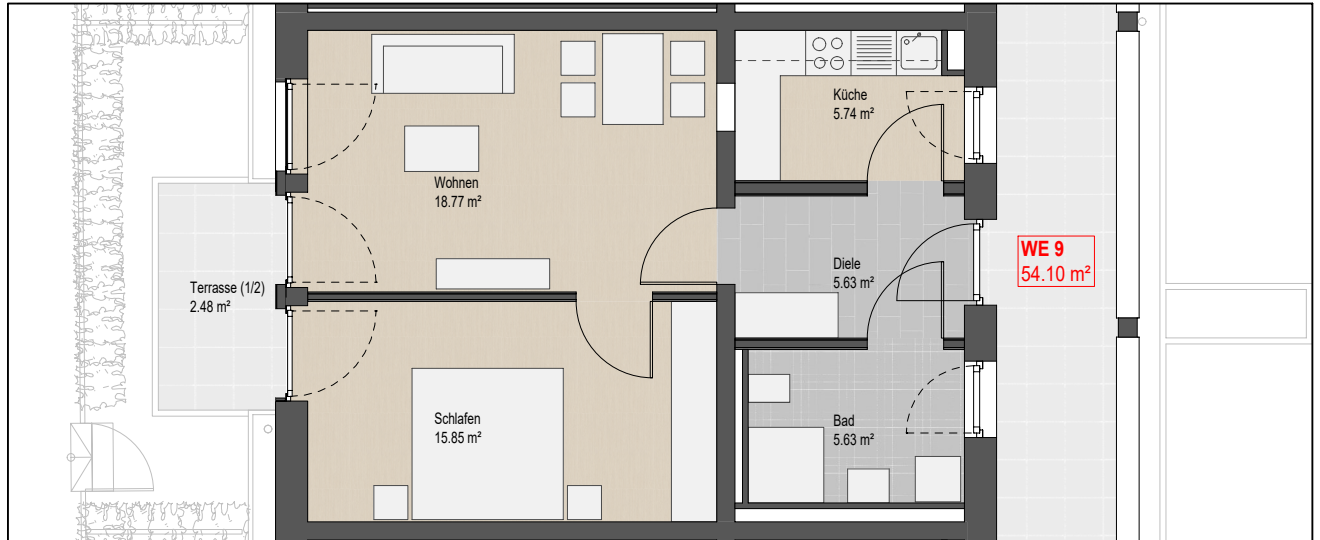 Küche
5.74 m²
Wohnen
18.77 m²
WE 9
54.10 m²
Diele
5.63 m²
Terrasse (1/2)
2.48 m²
Schlafen
15.85 m²
Bad
5.63 m²